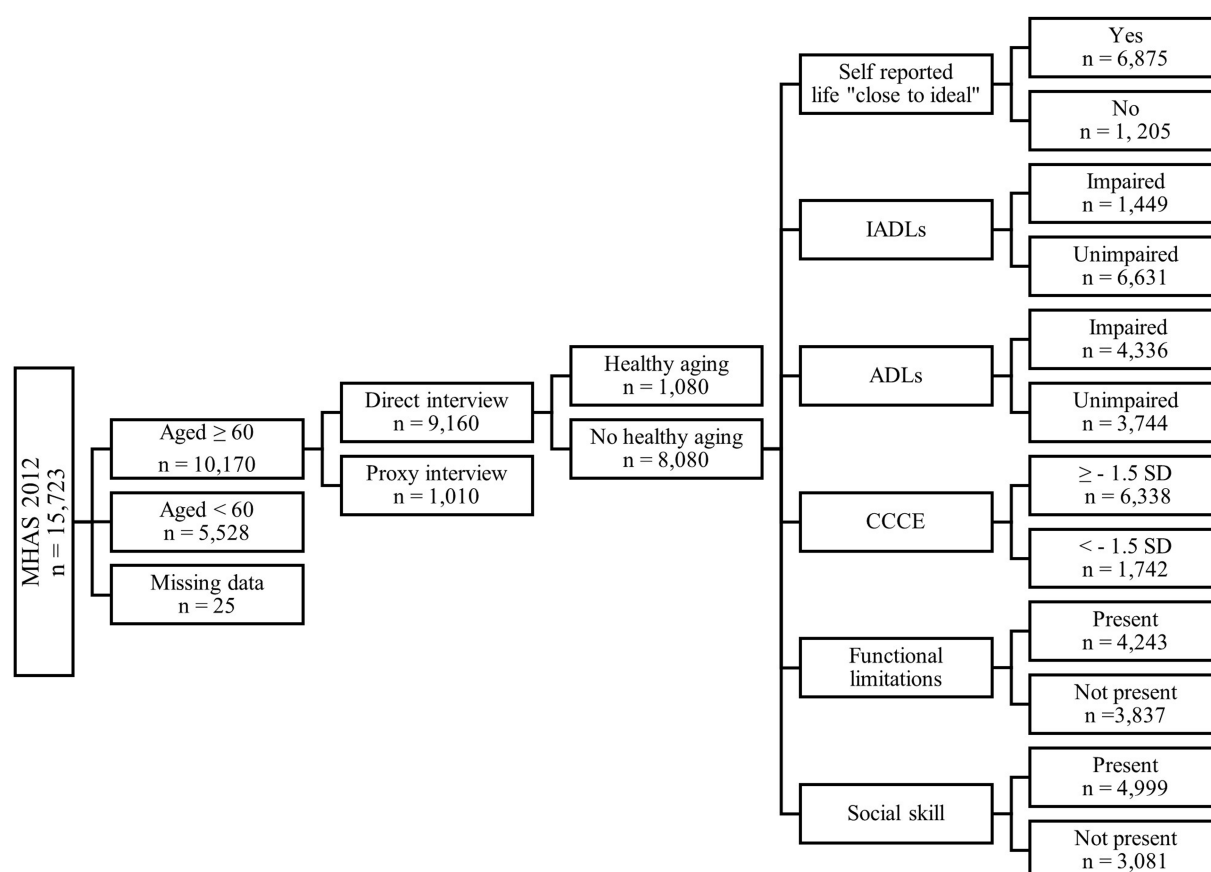 MHAS 2012
n = 15,723
Aged ≥ 60
n = 10,170
Aged < 60
n = 5,528
Missing data
n = 25
Direct interview
n = 9,160
Proxy interview
n = 1,010
Healthy aging
n = 1,080
No healthy aging
n = 8,080
Self reported
life "close to ideal"
Yes
n = 6,875
No
n = 1, 205
IADLs
Impaired
n = 1,449
Unimpaired
n = 6,631
ADLs
Impaired
n = 4,336
Unimpaired
n = 3,744
CCCE
≥ - 1.5 SD
n = 6,338
< - 1.5 SD
n = 1,742
Functional
limitations
Present
n = 4,243
Not present
n =3,837
Social skill
Present
n = 4,999
Not present
n = 3,081